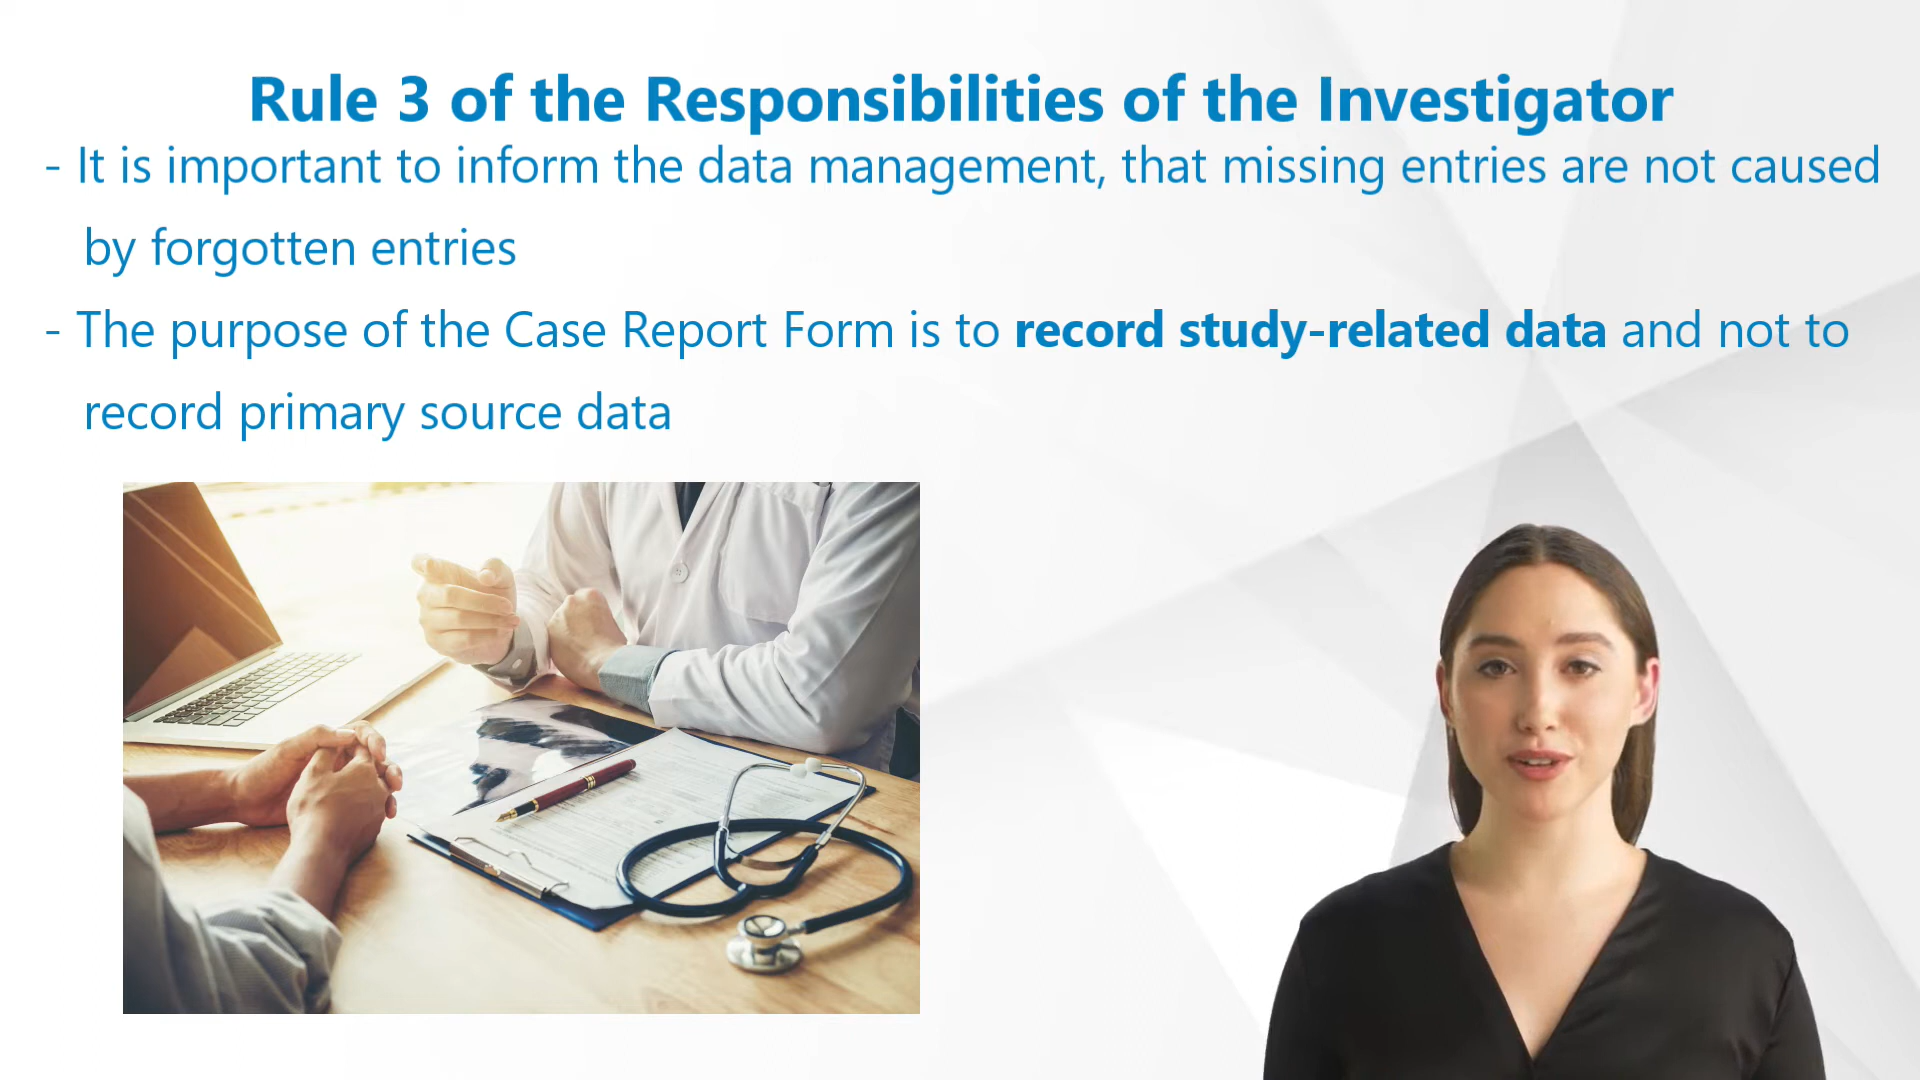 Rule 3 of the Responsibilities of the Investigator
- It is important to inform the data management, that missing entries are not caused
by forgotten entries
- The purpose of the Case Report Form is to record study-related data and not to
record primary source data